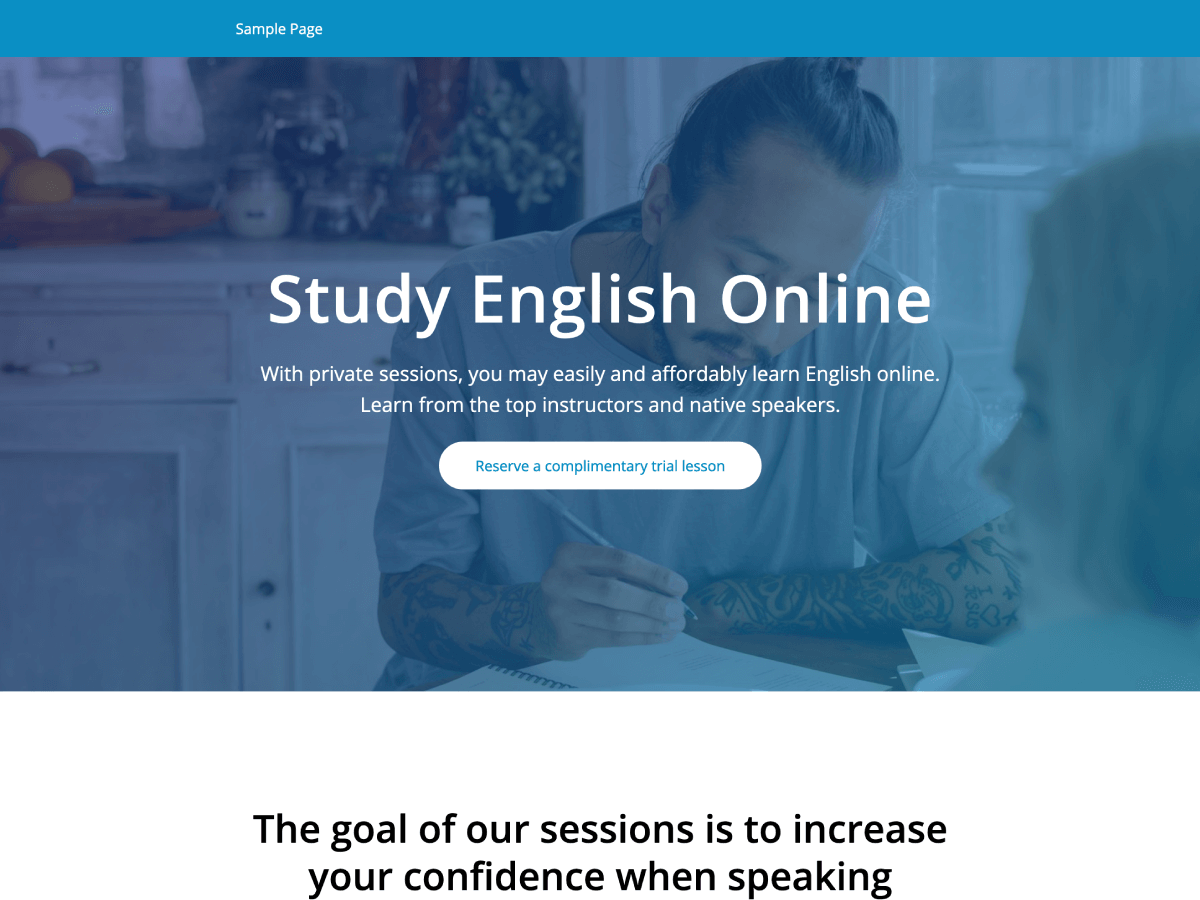 Sample Page
Study English Online
With private sessions, you may easily and affordably learn English online.
Learn from the top instructors and native speakers.
Reserve a complimentary trial lesson
The goal of our sessions is to increase
your confidence when speaking